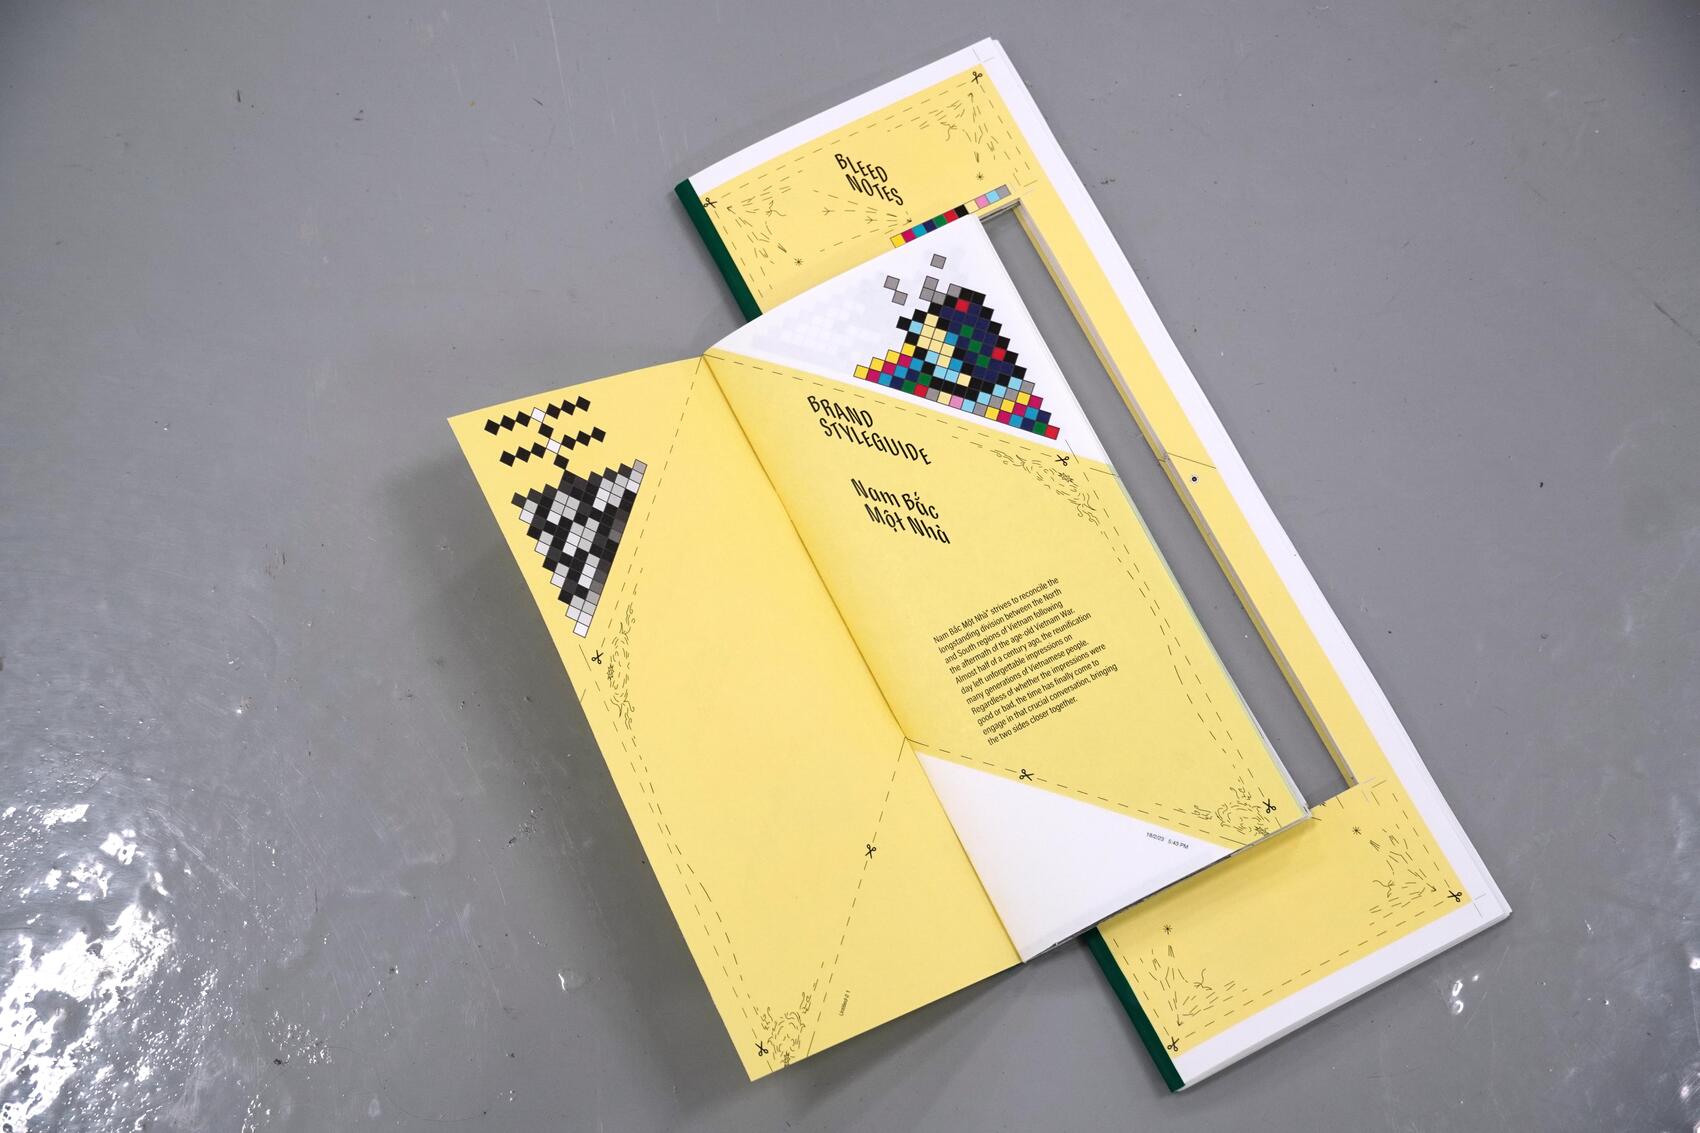 BLEED
NOTES
BRAND
STYLEGUIDE
Nam Bắc
Một Nhà
Nam Bắc Một Nhà" strives to reconcile the
longstanding division between the North
and South regions of Vietnam following
the aftermath of the age-old Vietnam War.
Almost half of a century ago, the reunification
day left unforgettable impressions on
many generations of Vietnamese people.
Regardless of whether the impressions were
good or bad, the time has finally come to
engage in that crucial conversation, bringing
the two sides closer together.
18/2/23 5:43 PM